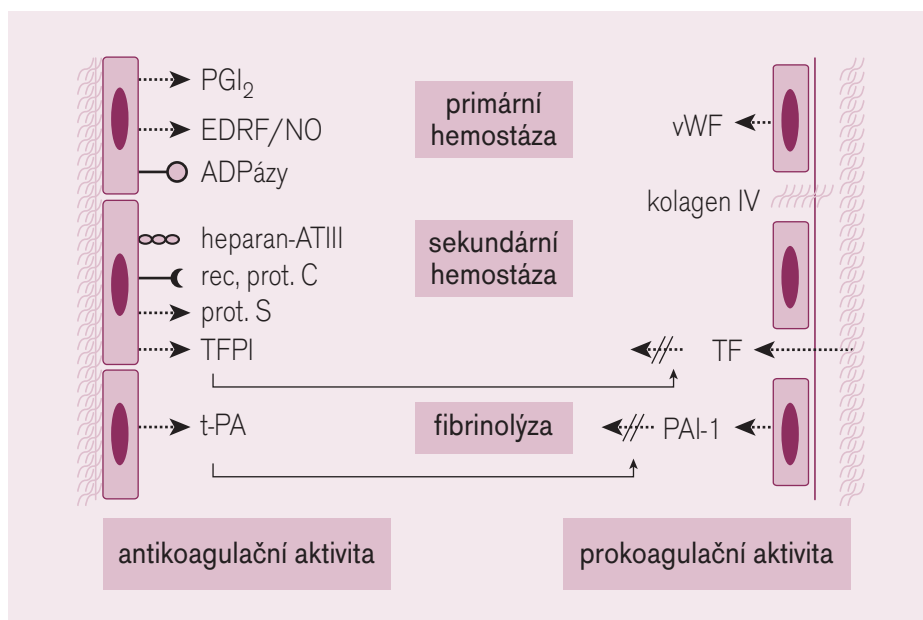 PGI2
EDRF/NO
ADPázy
primární
hemostáza
vWF
kolagen IV
heparan-ATIII
rec, prot. C
prot. S
TFPI
sekundární
hemostáza
TF
t-PA
fibrinolýza
PAI-1
antikoagulační aktivita
prokoagulační aktivita